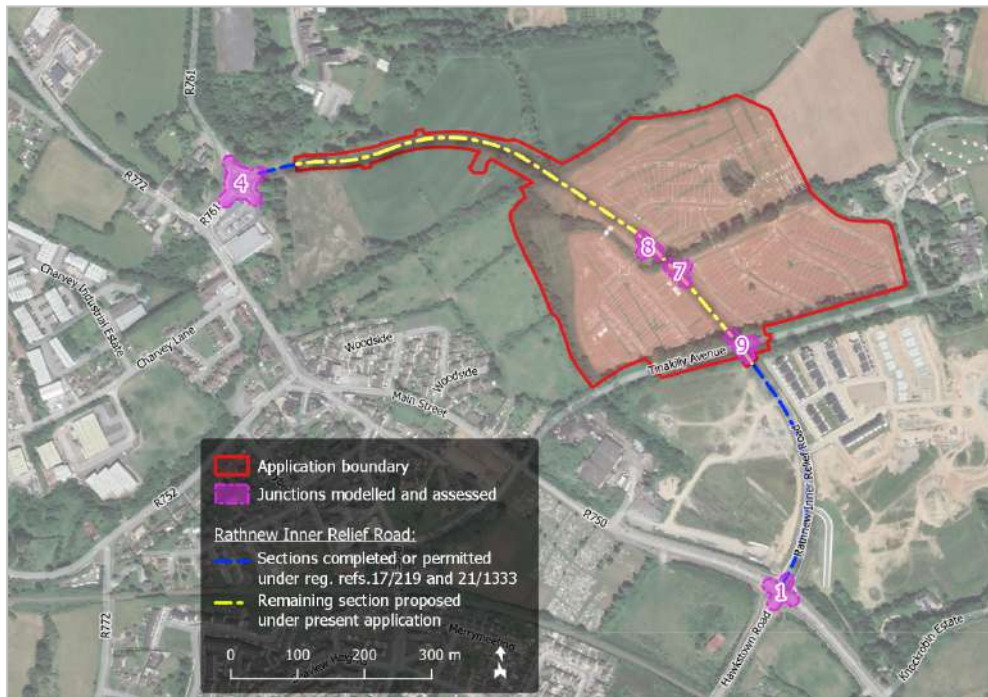 R761
R772
4
R761
8
7
9
Tinakilly Avenue
Charvey Industrial Estate
Charvey Lane
Woodside
Woodside
Main Street
Rathnew Inner Relief Road
R752
R750
R772
1
Hawkstown Road
Knockrobin Estate
Merrymeeting
Application boundary
Junctions modelled and assessed
Rathnew Inner Relief Road:
Sections completed or permitted
under reg. refs.17/219 and 21/1333
Remaining section proposed
under present application
0 100 200 300 m